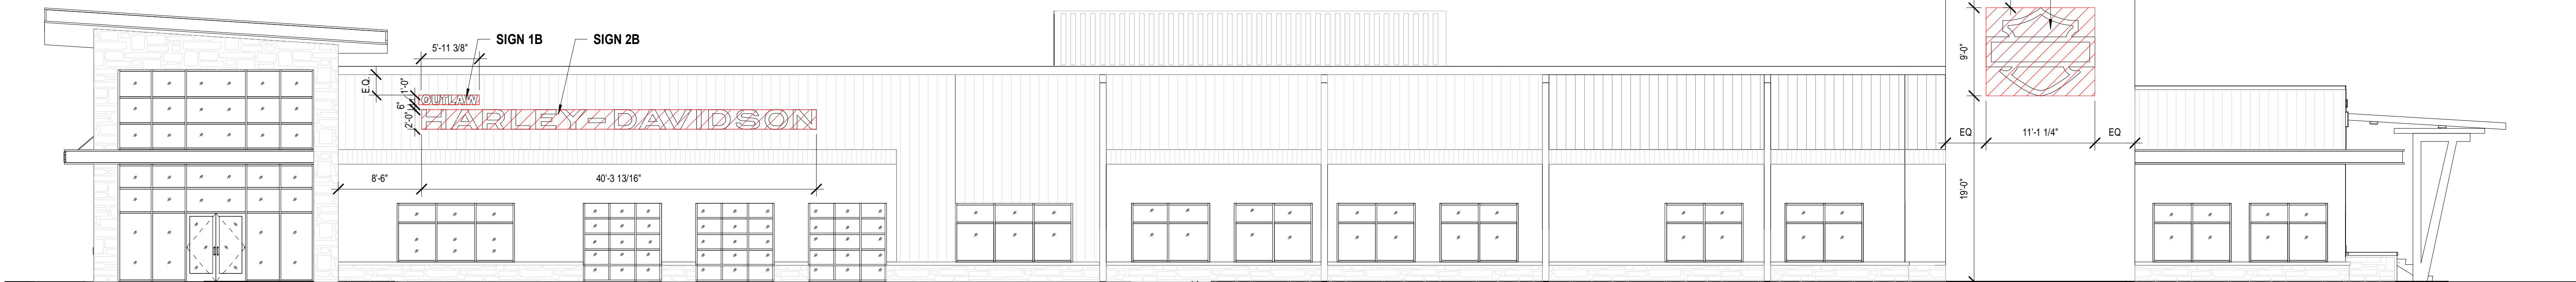 SIGN 1B
SIGN 2B
5'-11 3/8"
E.Q.
1'-0"
6"
2'-0"
OUTLAW
HARLEY-DAVIDSON
8'-6"
40'-3 13/16"
9'-0"
EQ
11'-1 1/4"
EQ
19'-0"